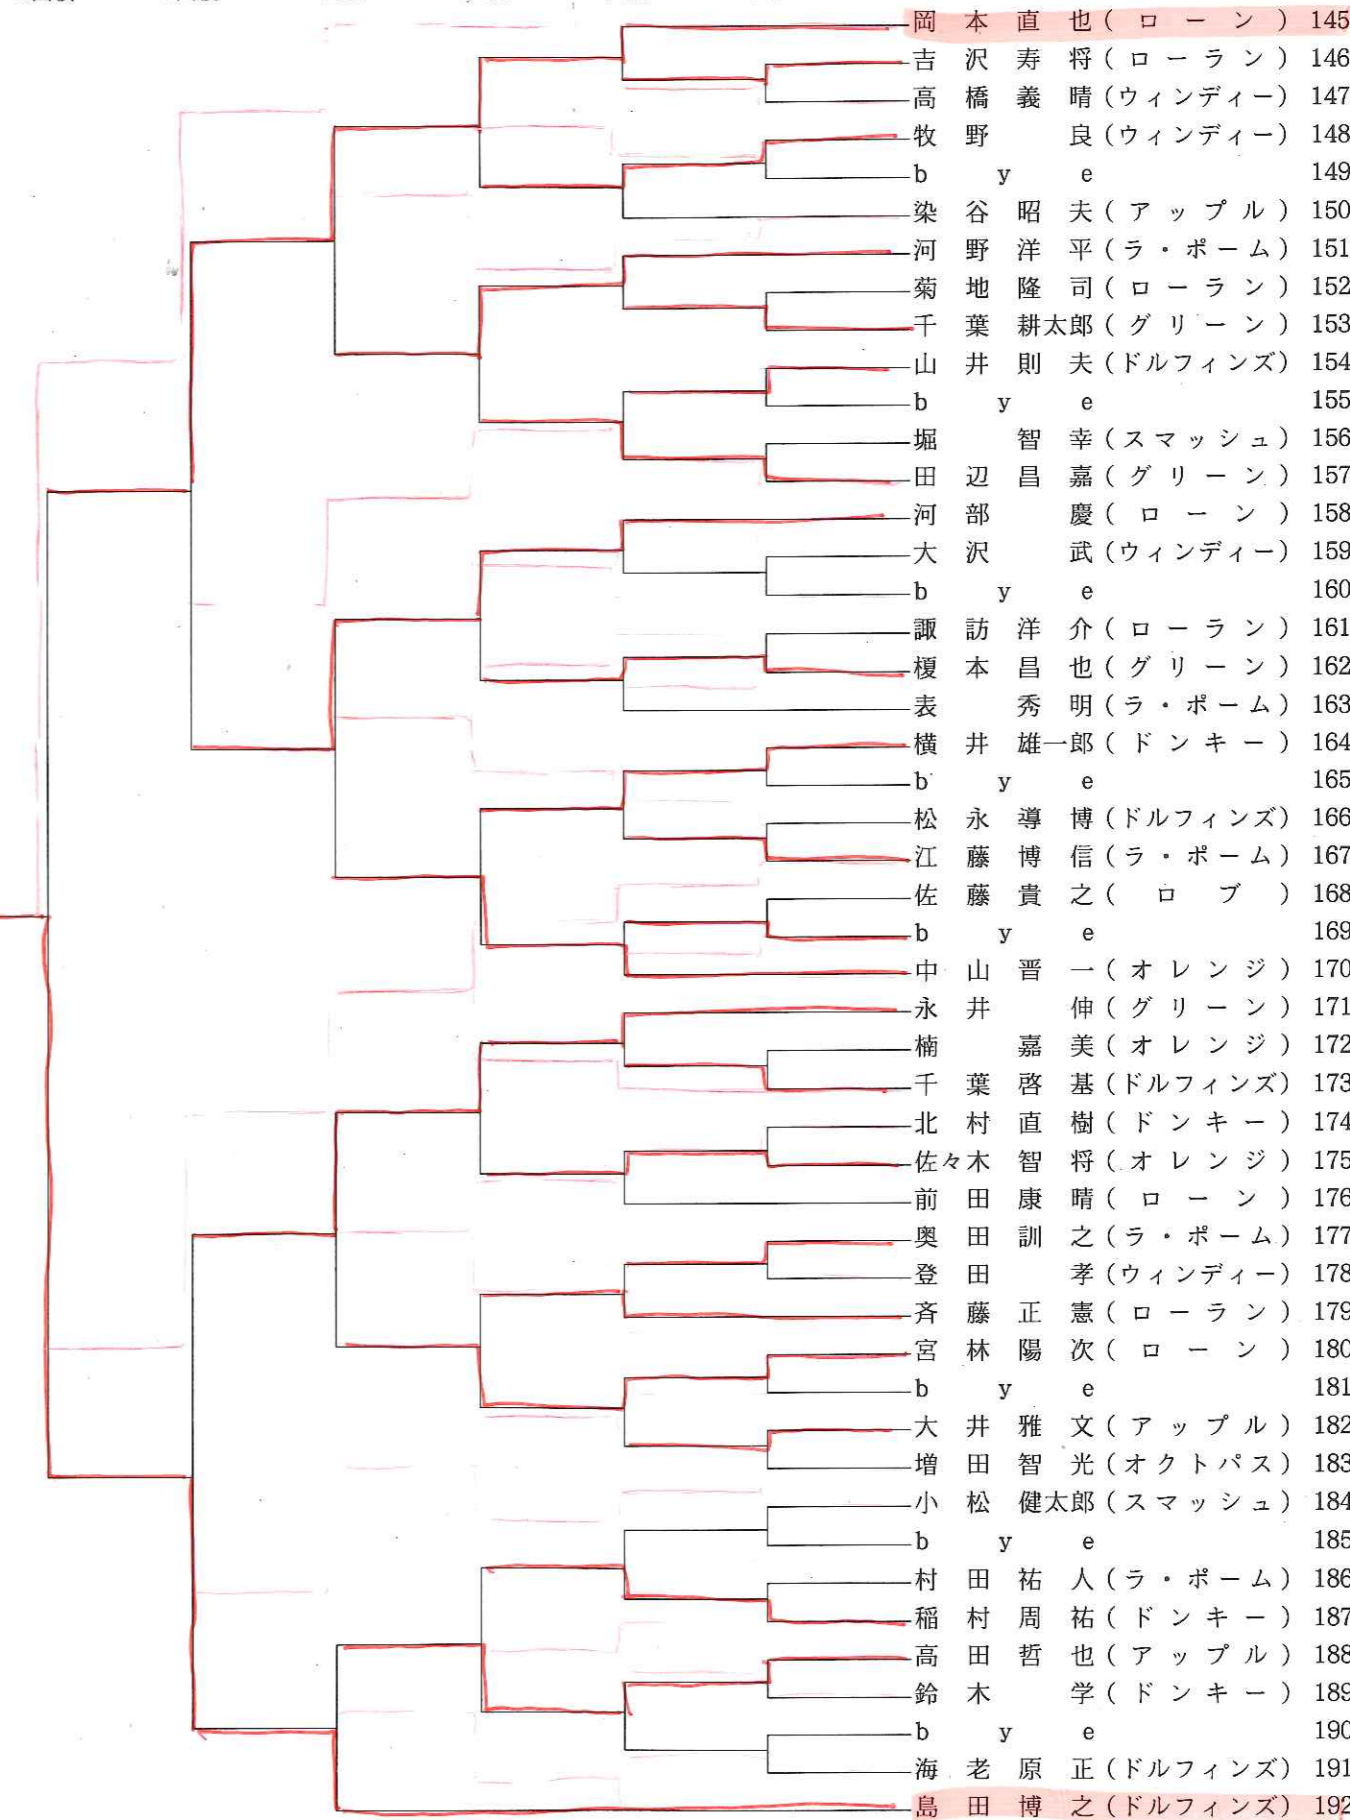 岡本直也(ローン) 145
吉沢寿将(ローラン) 146
高橋義晴(ウィンディー) 147
牧野良(ウィンディー) 148
bye 149
染谷昭夫(アップル) 150
河野洋平(ラ・ポーム) 151
菊地隆司(ローラン) 152
千葉耕太郎(グリーン) 153
山井則夫(ドルフィンズ) 154
bye 155
堀智幸(スマッシュ) 156
田辺昌嘉(グリーン) 157
河部慶(ローン) 158
大沢武(ウィンディー) 159
bye 160
諏訪洋介(ローラン) 161
榎本昌也(グリーン) 162
表秀明(ラ・ポーム) 163
横井雄一郎(ドンキー) 164
bye 165
松永導博(ドルフィンズ) 166
江藤博信(ラ・ポーム) 167
佐藤貴之(ロブ) 168
bye 169
中山晋一(オレンジ) 170
永井伸(グリーン) 171
楠嘉美(オレンジ) 172
千葉啓基(ドルフィンズ) 173
北村直樹(ドンキー) 174
佐々木智将(オレンジ) 175
前田康晴(ローン) 176
奥田訓之(ラ・ポーム) 177
登田孝(ウィンディー) 178
斉藤正憲(ローラン) 179
宮林陽次(ローン) 180
bye 181
大井雅文(アップル) 182
増田智光(オクトパス) 183
小松健太郎(スマッシュ) 184
bye 185
村田祐人(ラ・ポーム) 186
稲村周祐(ドンキー) 187
高田哲也(アップル) 188
鈴木学(ドンキー) 189
bye 190
海老原正(ドルフィンズ) 191
島田博之(ドルフィンズ) 192